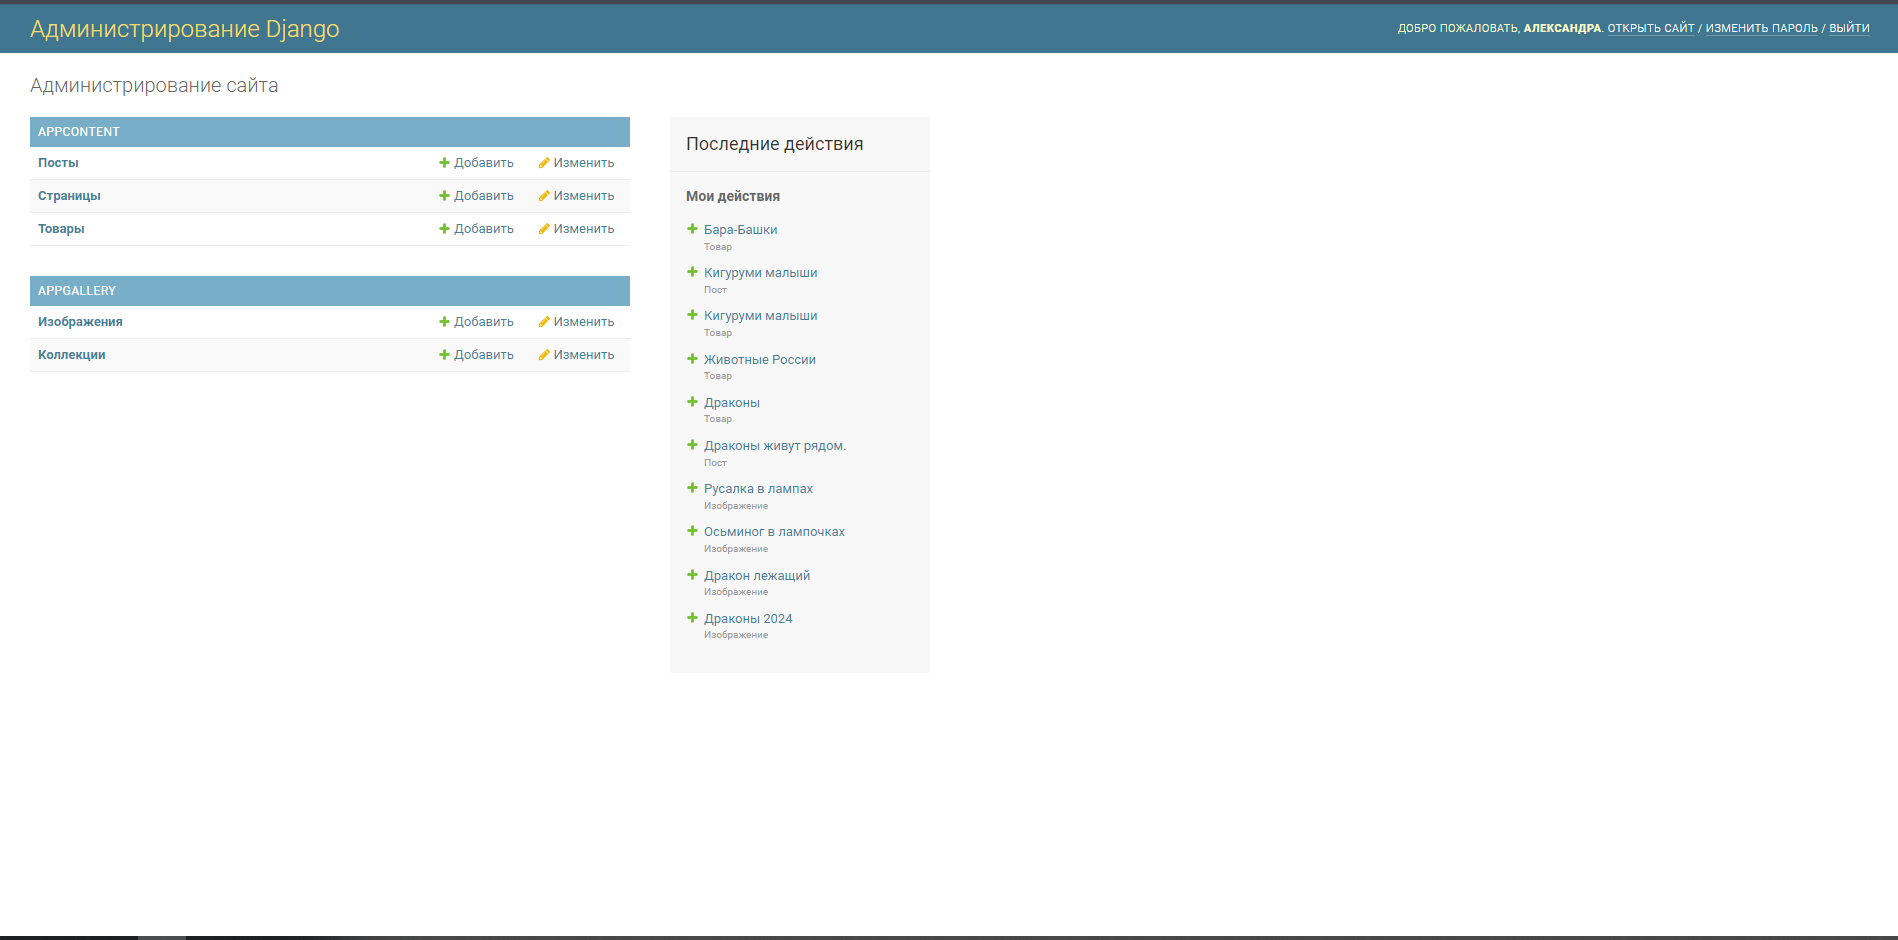 Администрирование Django
ДОБРО ПОЖАЛОВАТЬ, АЛЕКСАНДРА. ОТКРЫТЬ САЙТ / ИЗМЕНИТЬ ПАРОЛЬ / ВЫЙТИ
Администрирование сайта
APPCONTENT
Посты Добавить Изменить
Страницы Добавить Изменить
Товары Добавить Изменить
APPGALLERY
Изображения Добавить Изменить
Коллекции Добавить Изменить
Последние действия
Мои действия
Бара-Башки
Товар
Кигуруми малыши
Пост
Кигуруми малыши
Товар
Животные России
Товар
Драконы
Товар
Драконы живут рядом.
Пост
Русалка в лампах
Изображение
Осьминог в лампочках
Изображение
Дракон лежащий
Изображение
Драконы 2024
Изображение